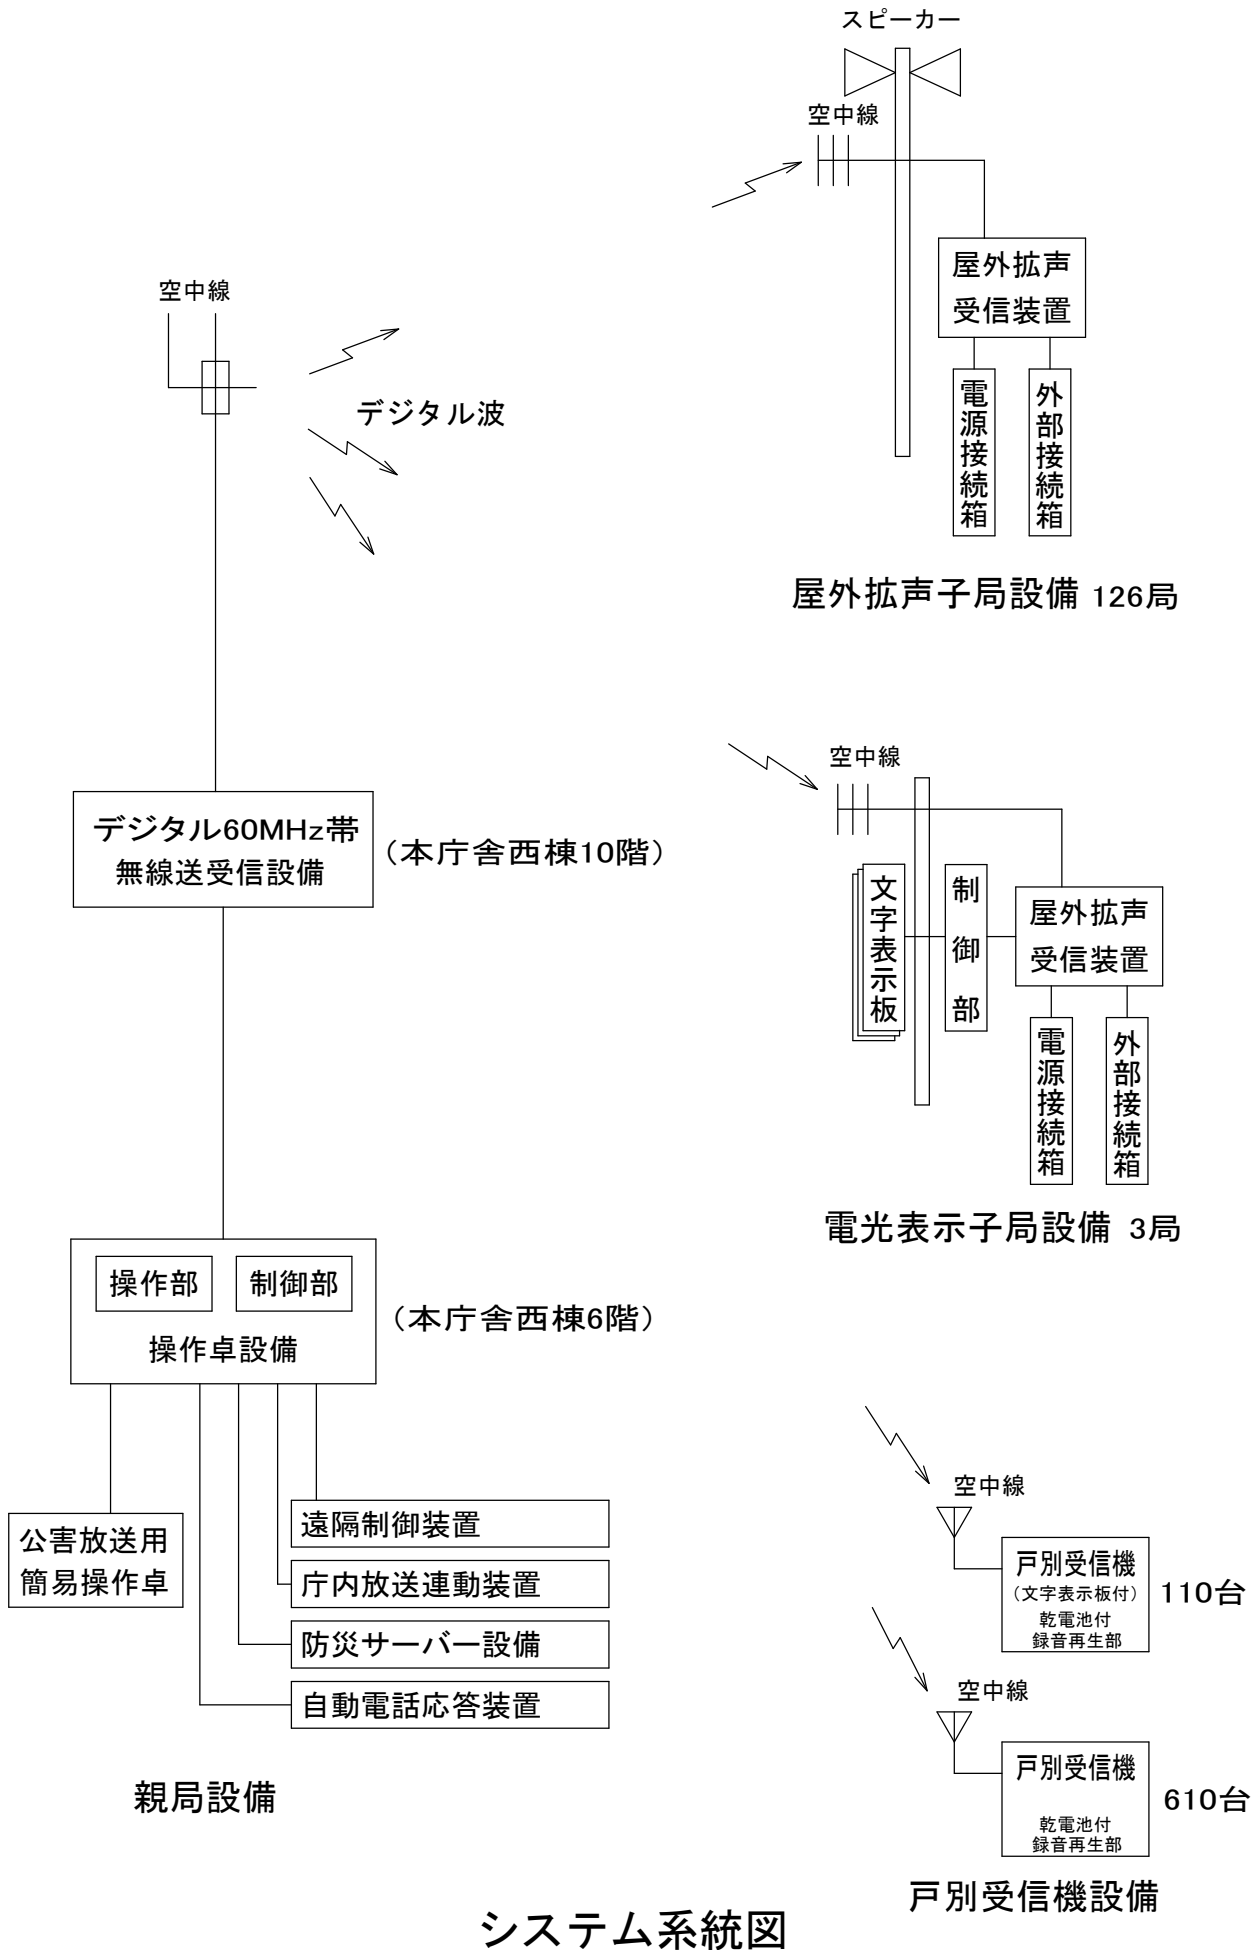 スピーカー
空中線
屋外拡声
受信装置
電源接続箱
外部接続箱
屋外拡声子局設備 126局
空中線
デジタル波
デジタル60MHz帯
無線送受信設備
（本庁舎西棟10階）
空中線
文字表示板
制御部
屋外拡声
受信装置
電源接続箱
外部接続箱
電光表示子局設備 3局
操作部
制御部
操作卓設備
（本庁舎西棟6階）
公害放送用
簡易操作卓
遠隔制御装置
庁内放送連動装置
防災サーバー設備
自動電話応答装置
親局設備
空中線
戸別受信機
（文字表示板付）
乾電池付
録音再生部
110台
空中線
戸別受信機
乾電池付
録音再生部
610台
戸別受信機設備
システム系統図